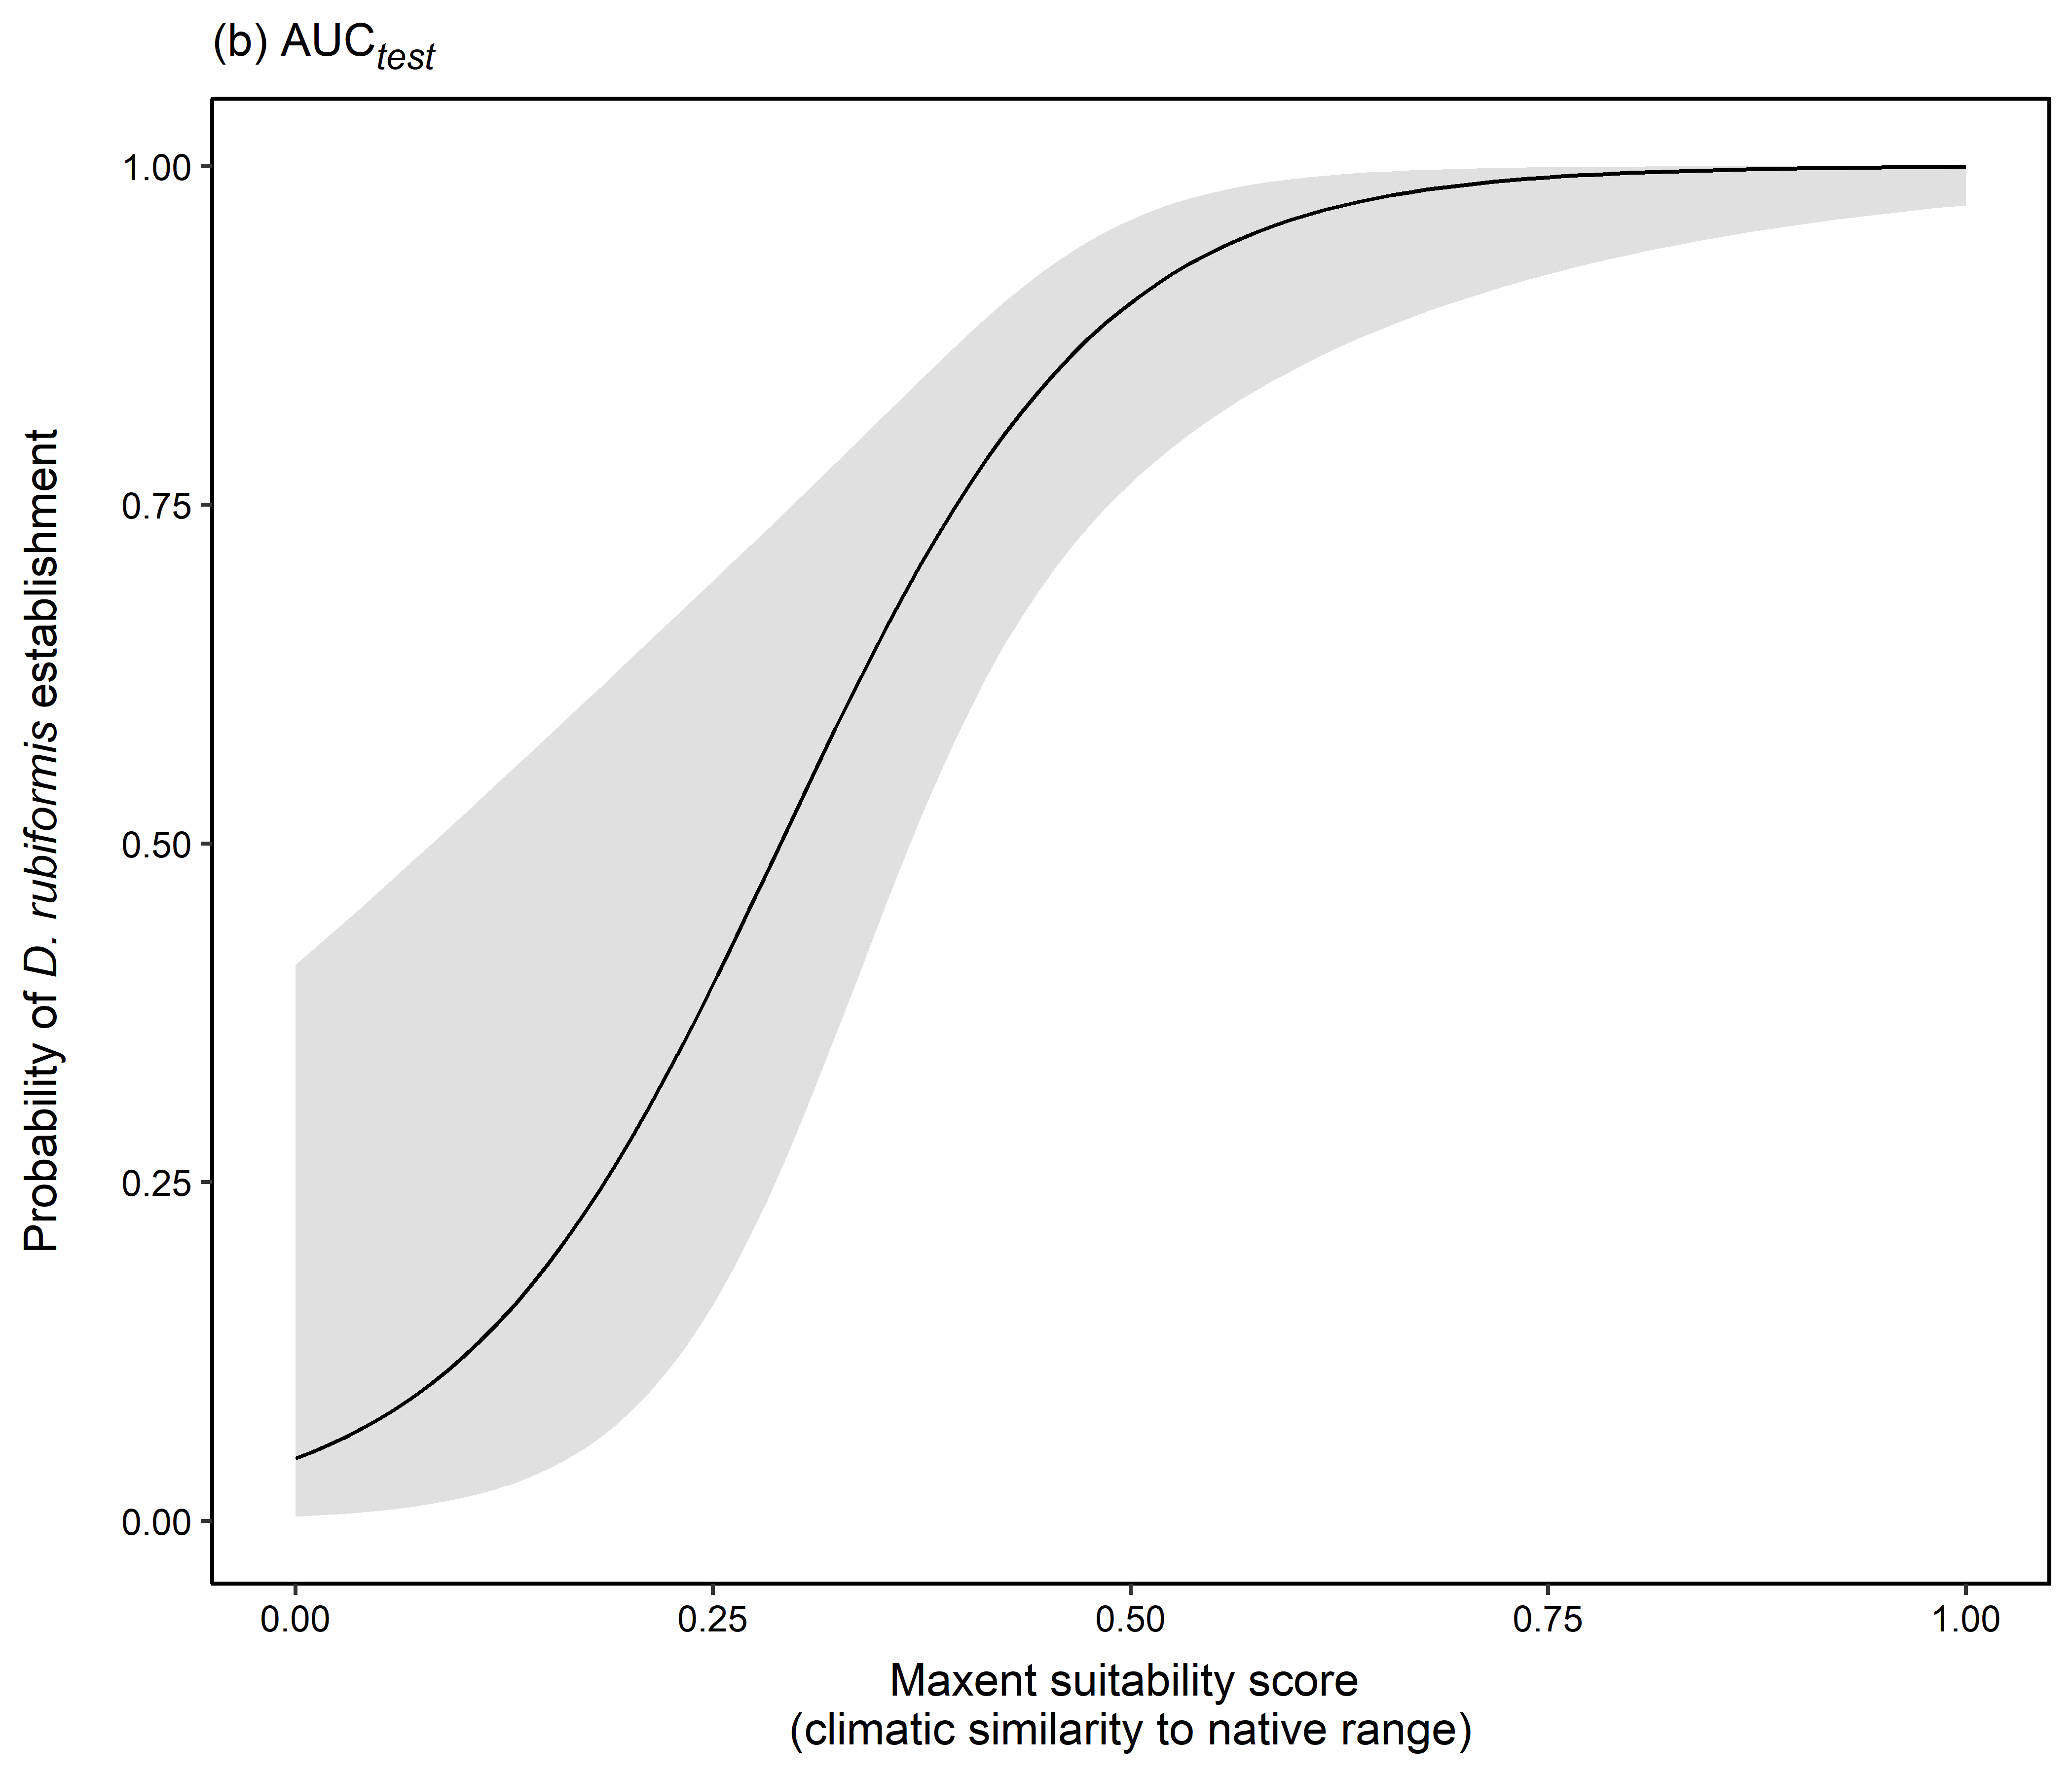 (b) AUCtest
Probability of D. rubiformis establishment
1.00
0.75
0.50
0.25
0.00
0.00 0.25 0.50 0.75 1.00
Maxent suitability score
(climatic similarity to native range)